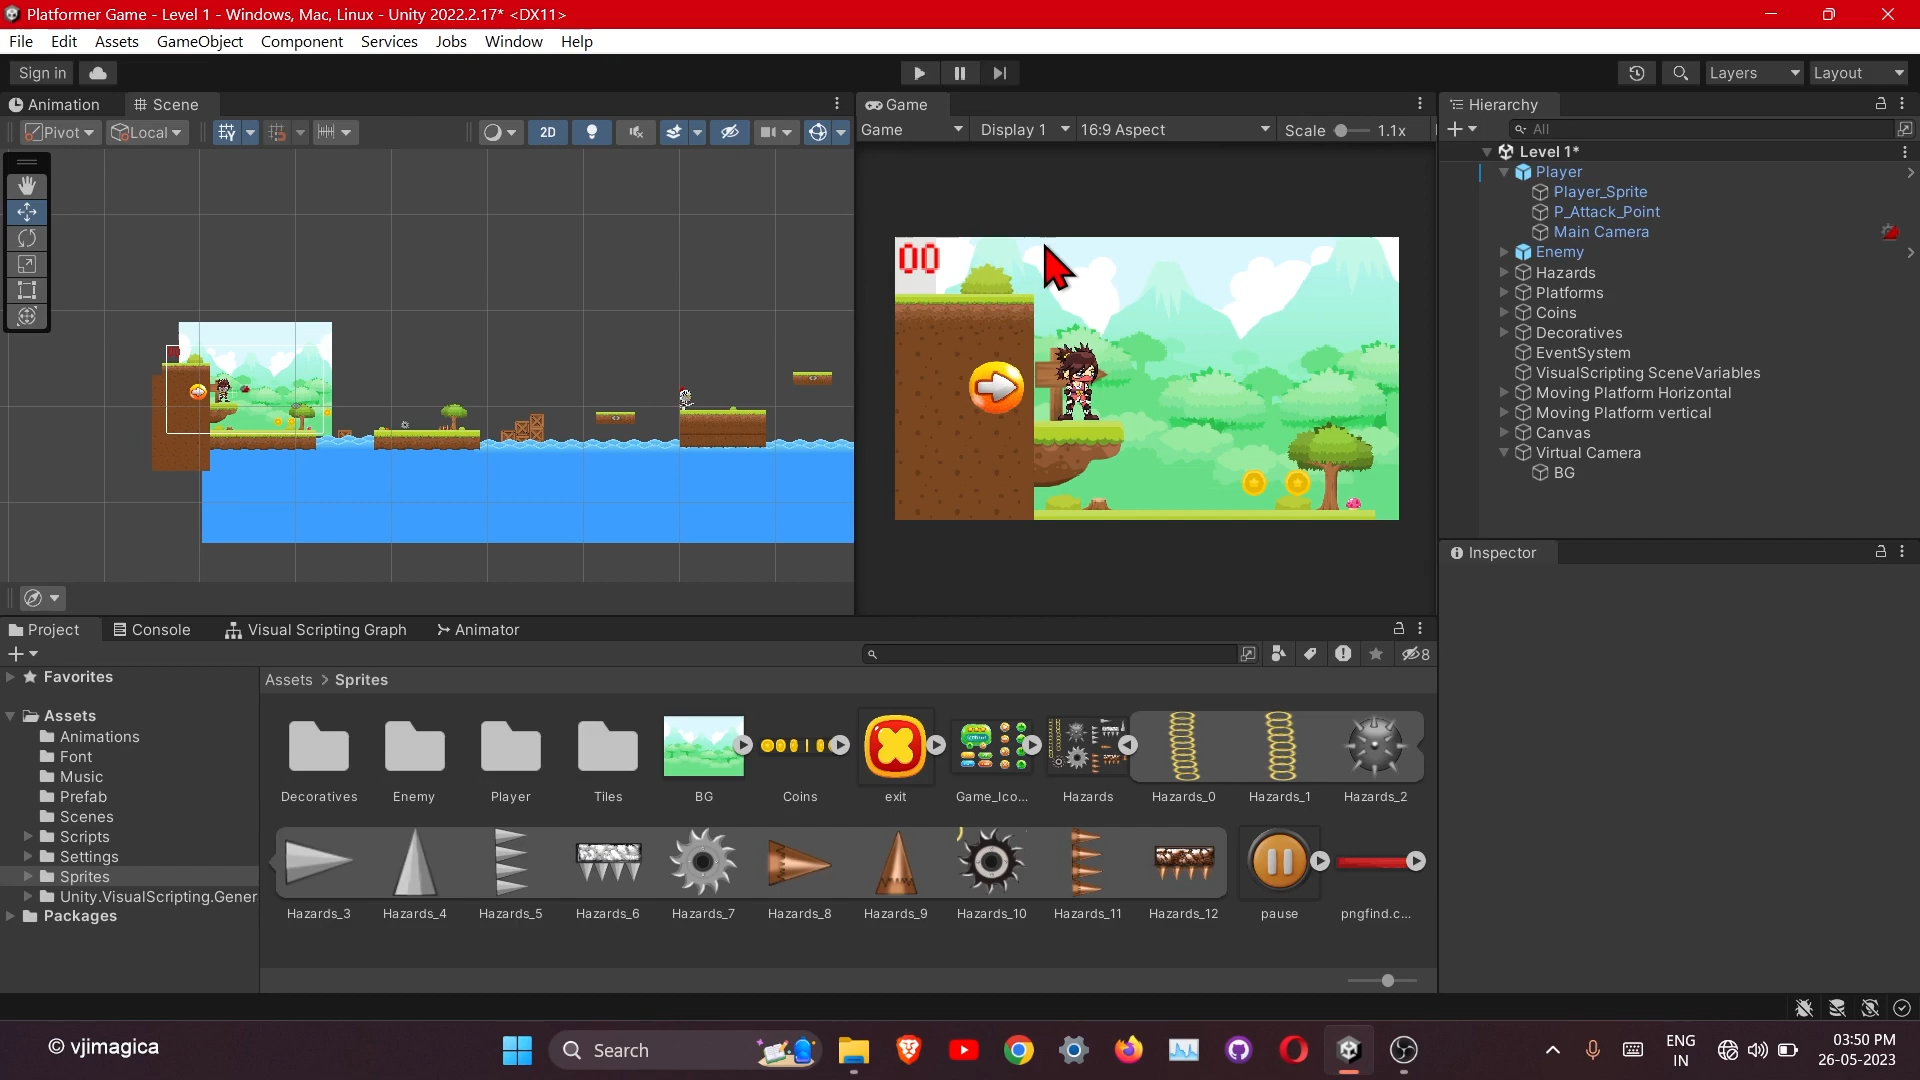 Platformer Game - Level 1 - Windows, Mac, Linux - Unity 2022.2.17* <DX11>
File Edit Assets GameObject Component Services Jobs Window Help
Sign in
Layers Layout
Animation Scene
Game
Hierarchy
Pivot Local 2D
Game Display 1 16:9 Aspect Scale 1.1x
All
Level 1*
Player
Player_Sprite
P_Attack_Point
Main Camera
Enemy
Hazards
Platforms
Coins
Decoratives
EventSystem
VisualScripting SceneVariables
Moving Platform Horizontal
Moving Platform vertical
Canvas
Virtual Camera
BG
00
Inspector
Project Console Visual Scripting Graph Animator
8
Favorites
Assets
Animations
Font
Music
Prefab
Scenes
Scripts
Settings
Sprites
Unity.VisualScripting.Gener
Packages
Assets > Sprites
Decoratives Enemy Player Tiles BG Coins exit Game_Ico... Hazards Hazards_0 Hazards_1 Hazards_2
Hazards_3 Hazards_4 Hazards_5 Hazards_6 Hazards_7 Hazards_8 Hazards_9 Hazards_10 Hazards_11 Hazards_12 pause pngfind.c...
© vjimagica
Search
ENG
IN
03:50 PM
26-05-2023